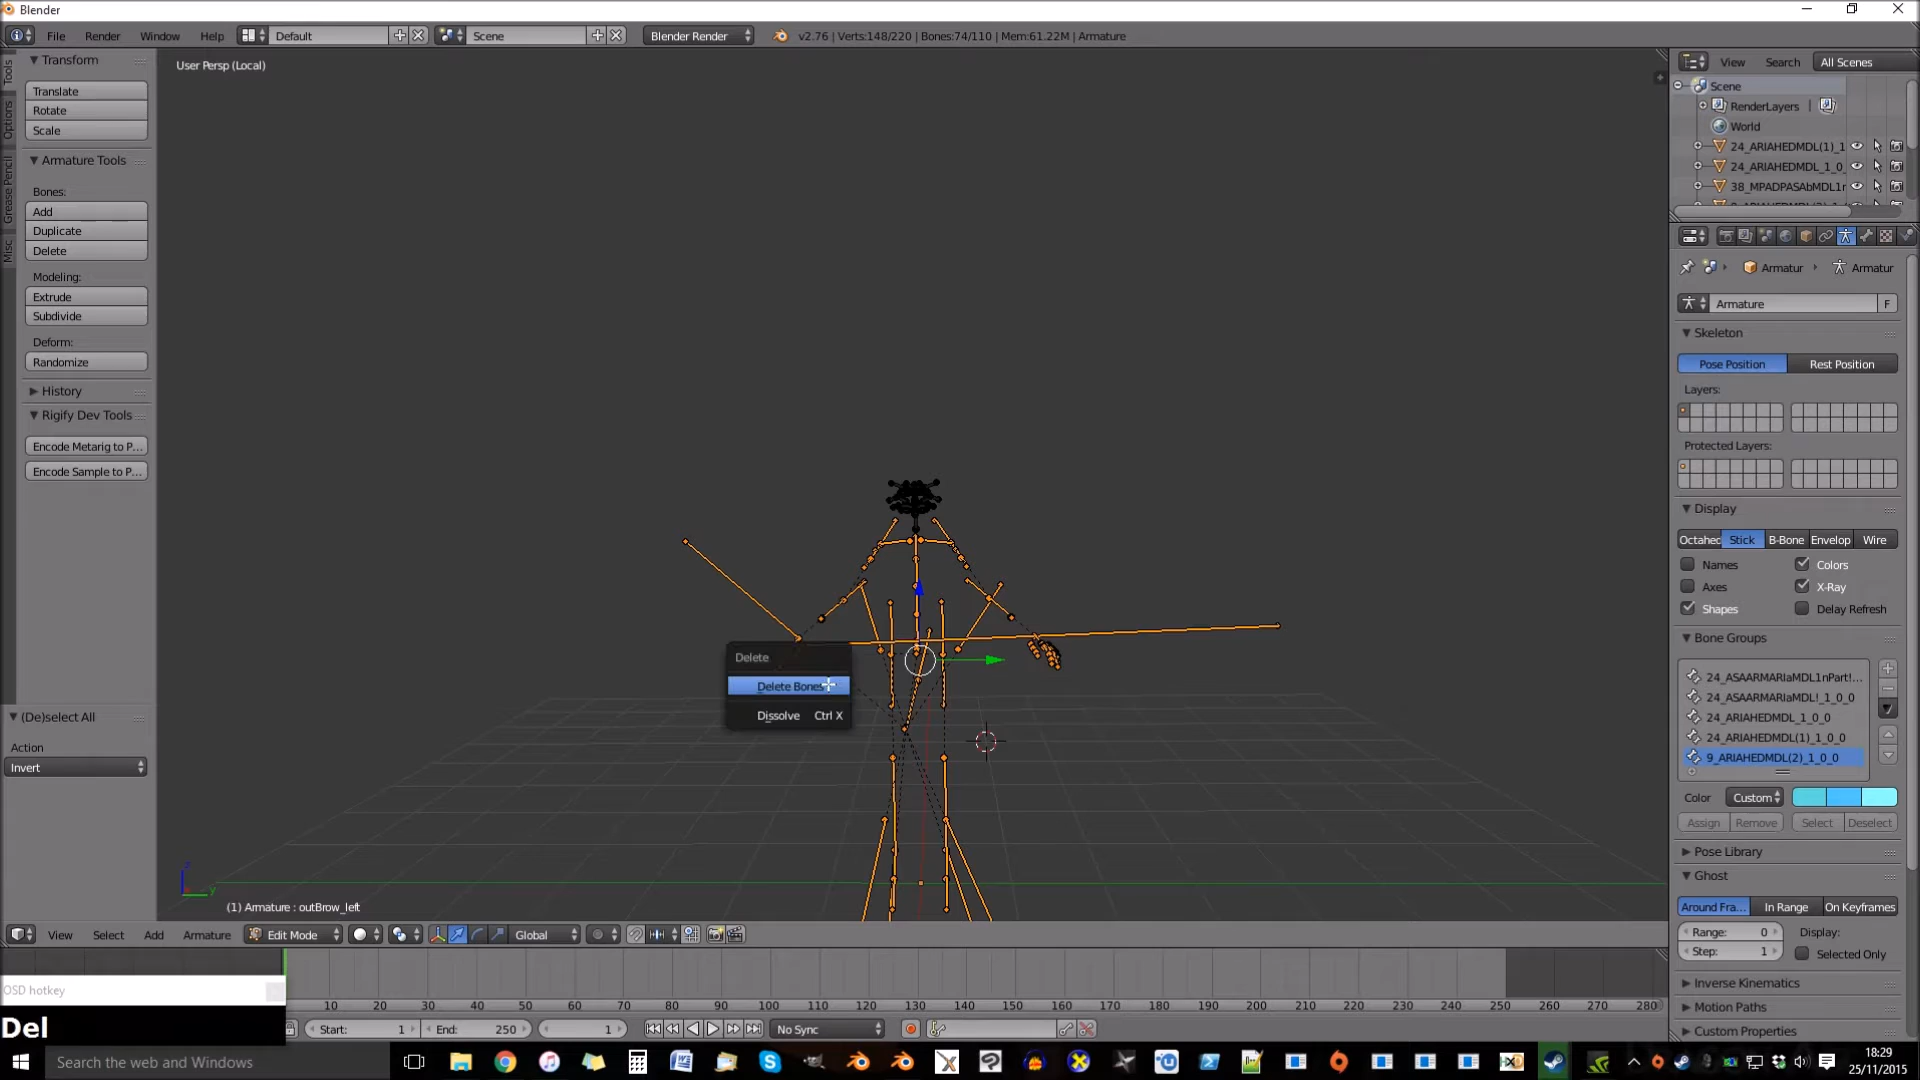 Blender
File Render Window Help Default Scene Blender Render v2.76 | Verts:148/220 | Bones:74/110 | Mem:61.22M | Armature
Tools
Options
Grease Pencil
Misc
Transform
Translate
Rotate
Scale
Armature Tools
Bones:
Add
Duplicate
Delete
Modeling:
Extrude
Subdivide
Deform:
Randomize
History
Rigify Dev Tools
Encode Metarig to P...
Encode Sample to P...
(De)select All
Action
Invert
User Persp (Local)
Delete
Delete Bones
Dissolve Ctrl X
z
y
(1) Armature : outBrow_left
View Select Add Armature Edit Mode Global
View Search All Scenes
Scene
RenderLayers |
World
24_ARIAHEDMDL(1)_1
24_ARIAHEDMDL_1_0_
38_MPADPASAbMDL1r
Armatur Armatur
Armature F
Skeleton
Pose Position Rest Position
Layers:
Protected Layers:
Display
Octahed Stick B-Bone Envelop Wire
Names Colors
Axes X-Ray
Shapes Delay Refresh
Bone Groups
24_ASAARMARIaMDL1nPart!...
24_ASAARMARIaMDL!_1_0_0
24_ARIAHEDMDL_1_0_0
24_ARIAHEDMDL(1)_1_0_0
9_ARIAHEDMDL(2)_1_0_0
Color Custom
Assign Remove Select Deselect
Pose Library
Ghost
Around Fra... In Range On Keyframes
Range: 0 Display:
Step: 1 Selected Only
Inverse Kinematics
Motion Paths
Custom Properties
OSD hotkey
Del
10 20 30 40 50 60 70 80 90 100 110 120 130 140 150 160 170 180 190 200 210 220 230 240 250 260 270 280
Start: 1 End: 250 1 No Sync
Search the web and Windows
18:29
25/11/2015